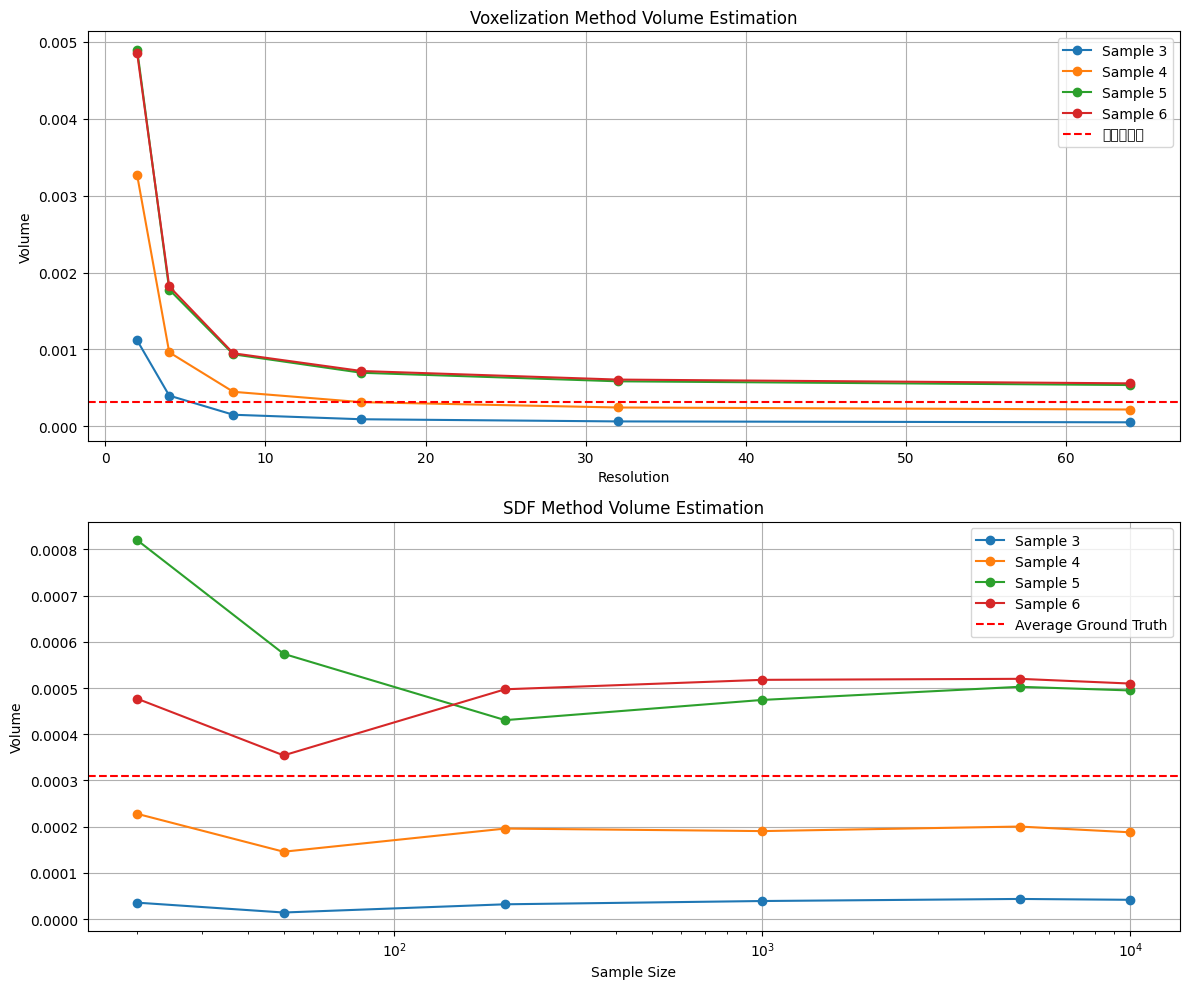 Voxelization Method Volume Estimation
0.005
0.004
0.003
0.002
0.001
0.000
Volume
Sample 3
Sample 4
Sample 5
Sample 6
0
10
20
30
40
50
60
Resolution
SDF Method Volume Estimation
0.0008
0.0007
0.0006
0.0005
0.0004
0.0003
0.0002
0.0001
0.0000
Volume
Sample 3
Sample 4
Sample 5
Sample 6
Average Ground Truth
10²
10³
10⁴
Sample Size